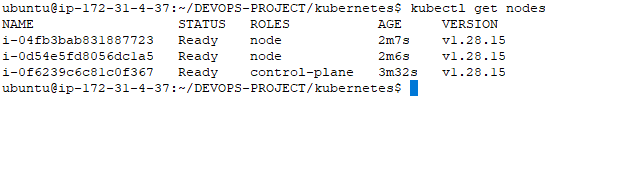 ubuntu@ip-172-31-4-37:~/DEVOPS-PROJECT/kubernetes$ kubectl get nodes
NAME STATUS ROLES AGE VERSION
i-04fb3bab831887723 Ready node 2m7s v1.28.15
i-0d54e5fd8056dc1a5 Ready node 2m6s v1.28.15
i-0f6239c6c81c0f367 Ready control-plane 3m32s v1.28.15
ubuntu@ip-172-31-4-37:~/DEVOPS-PROJECT/kubernetes$